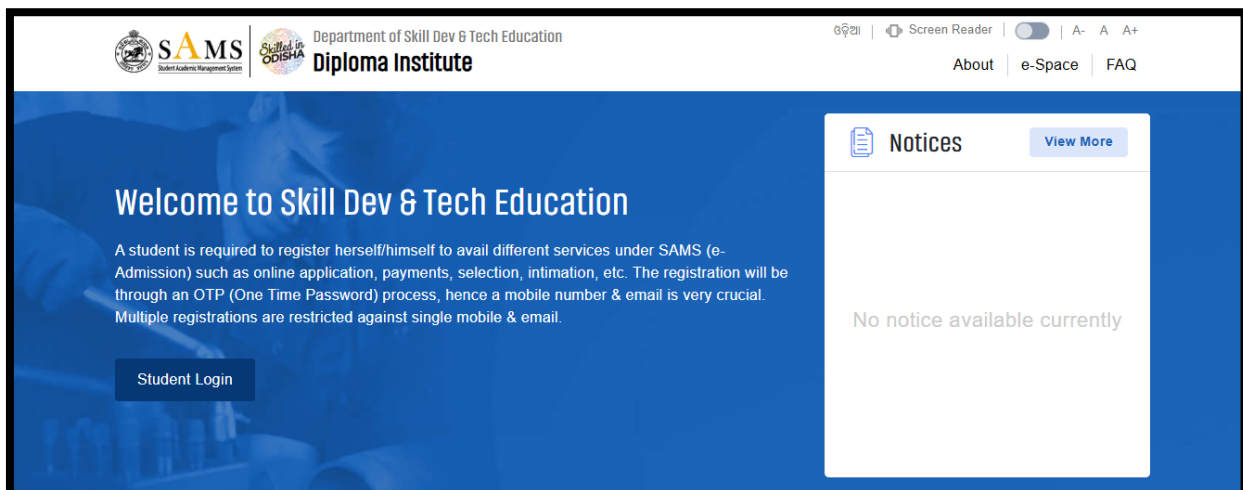 SAMS
Student Academic Management System
Skilled in
ODISHA
Department of Skill Dev & Tech Education
Diploma Institute
ଓଡ଼ିଆ | Screen Reader | | A- A A+
About e-Space FAQ
Notices View More
No notice available currently
Welcome to Skill Dev & Tech Education
A student is required to register herself/himself to avail different services under SAMS (e-
Admission) such as online application, payments, selection, intimation, etc. The registration will be
through an OTP (One Time Password) process, hence a mobile number & email is very crucial.
Multiple registrations are restricted against single mobile & email.
Student Login